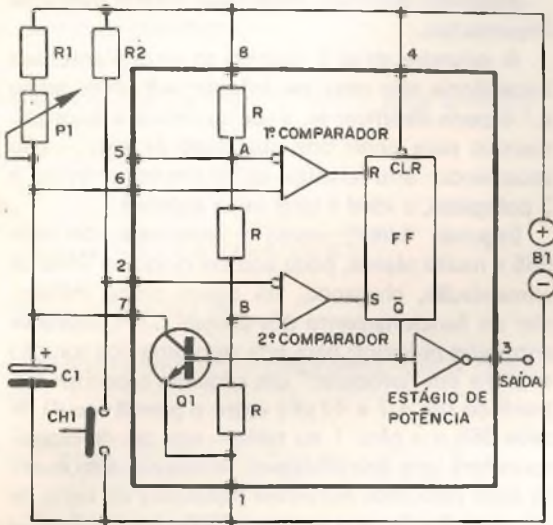 R1
R2
P1
8
4
R
1º COMPARADOR
5
A
6
R
CLR
R
FF
2
S
Q̄
7
B
2º COMPARADOR
3
SAÍDA
Q1
R
ESTÁGIO DE
POTÊNCIA
C1
+
CH1
1
+
B1
−